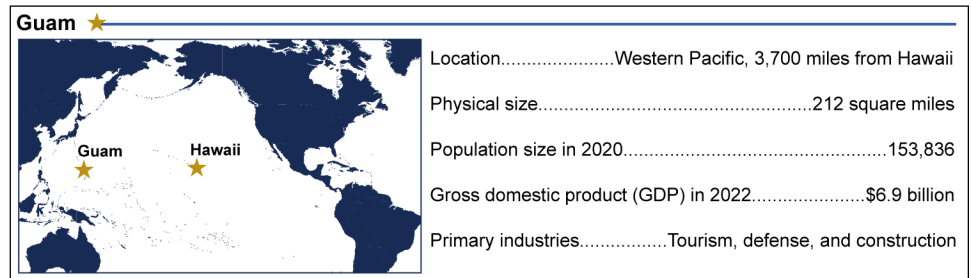 Guam
Guam
Hawaii
Location......................Western Pacific, 3,700 miles from Hawaii
Physical size.....................................................212 square miles
Population size in 2020...................................................153,836
Gross domestic product (GDP) in 2022......................$6.9 billion
Primary industries.................Tourism, defense, and construction